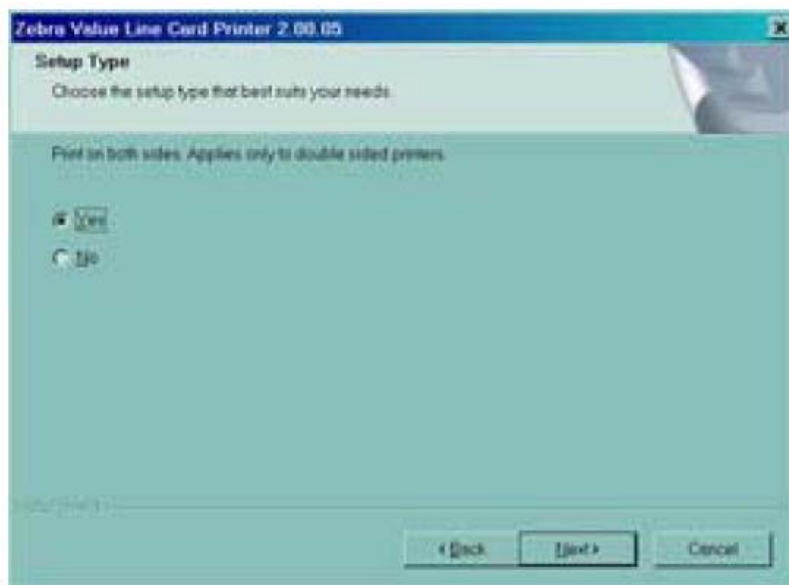 Zebra Value Line Card Printer 2.00.05
Setup Type
Choose the setup type that best suits your needs.
Print on both sides. Applies only to double sided printers.
Yes
No
< Back
Next >
Cancel